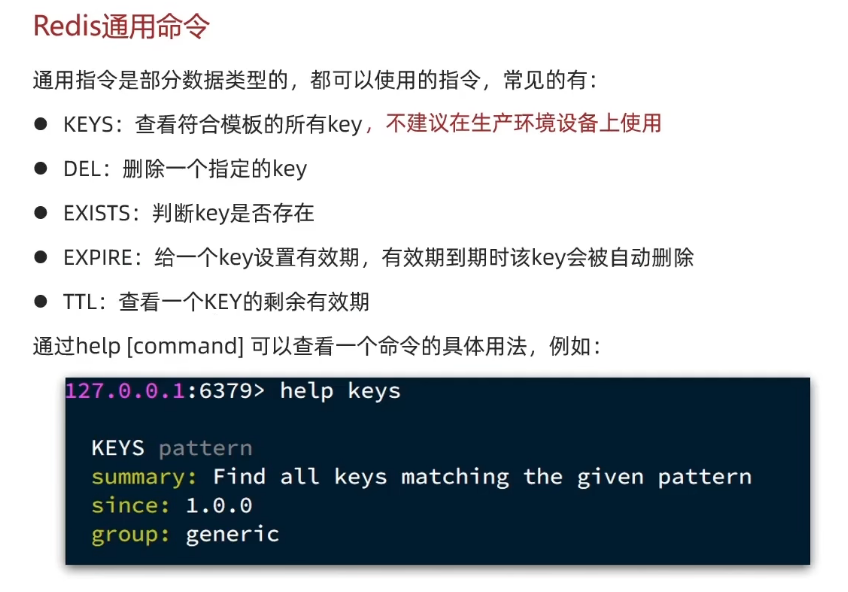 Redis通用命令
通用指令是部分数据类型的，都可以使用的指令，常见的有：
● KEYS：查看符合模板的所有key，不建议在生产环境设备上使用
● DEL：删除一个指定的key
● EXISTS：判断key是否存在
● EXPIRE：给一个key设置有效期，有效期到期时该key会被自动删除
● TTL：查看一个KEY的剩余有效期
通过help [command] 可以查看一个命令的具体用法，例如：
127.0.0.1:6379> help keys
KEYS pattern
summary: Find all keys matching the given pattern
since: 1.0.0
group: generic